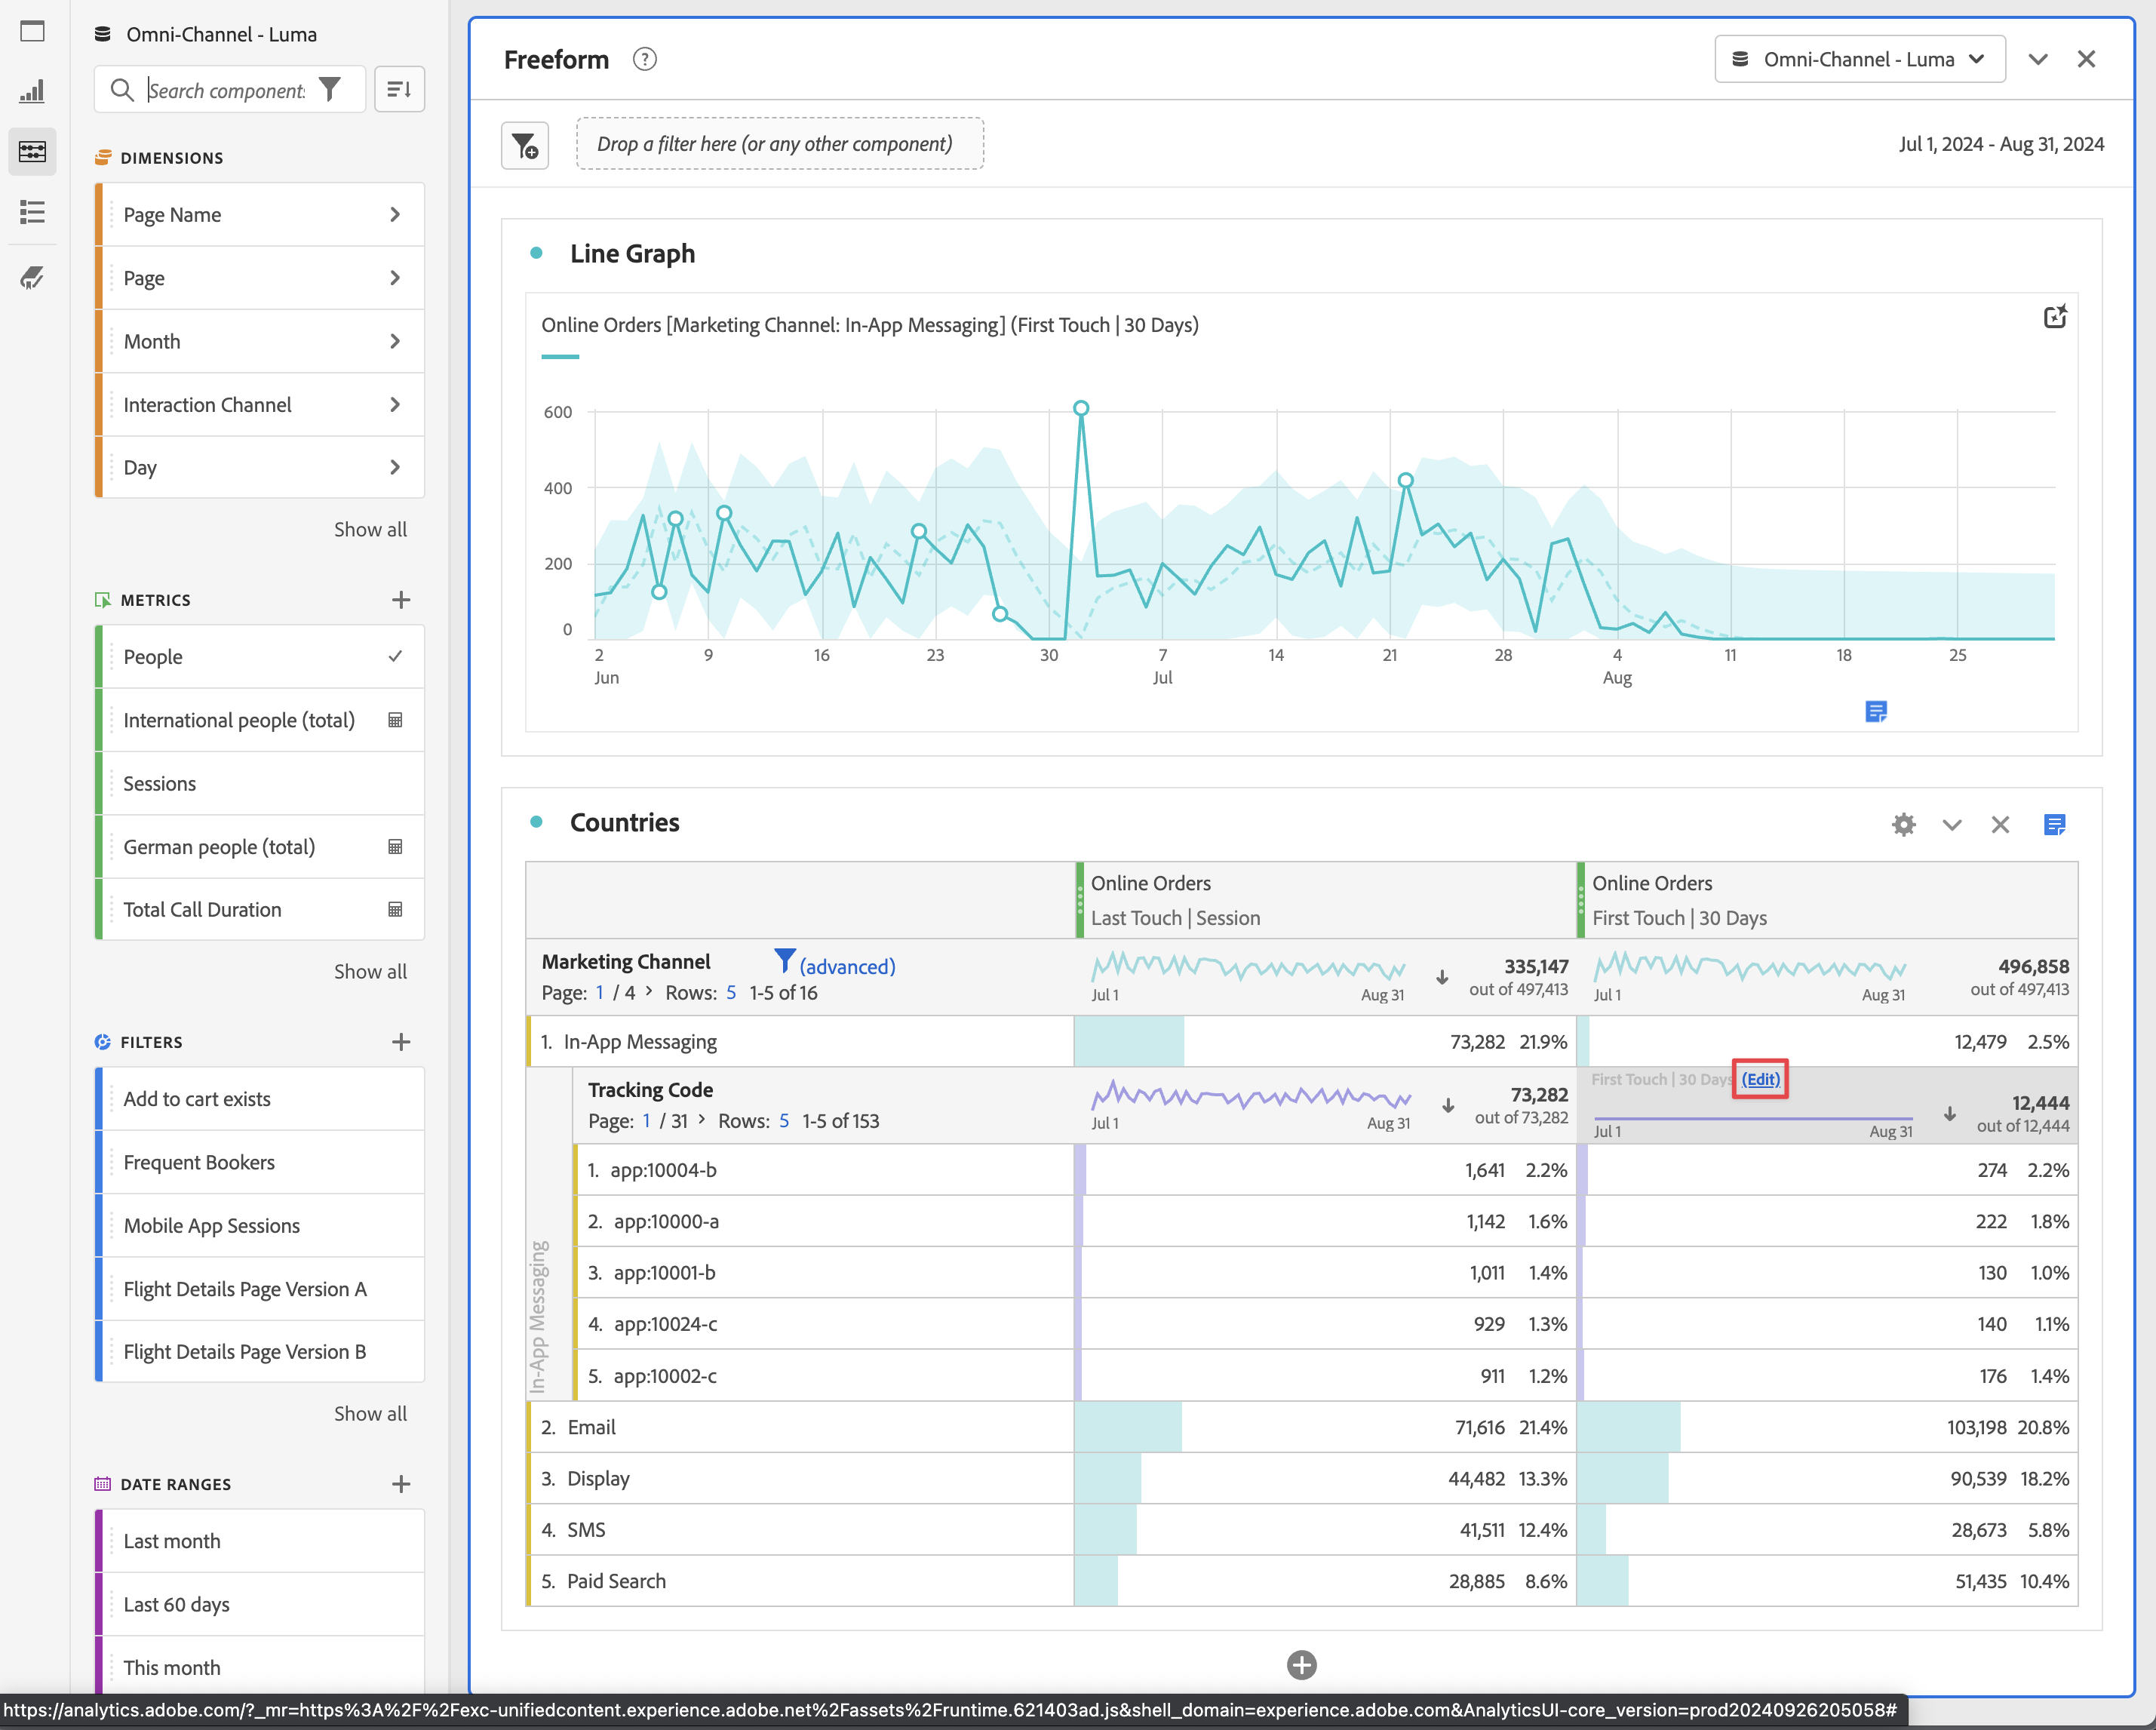 Omni-Channel - Luma
Search component
DIMENSIONS
Page Name
Page
Month
Interaction Channel
Day
Show all
METRICS
People
International people (total)
Sessions
German people (total)
Total Call Duration
Show all
FILTERS
Add to cart exists
Frequent Bookers
Mobile App Sessions
Flight Details Page Version A
Flight Details Page Version B
Show all
DATE RANGES
Last month
Last 60 days
This month
Freeform ?
Omni-Channel - Luma
Drop a filter here (or any other component)
Jul 1, 2024 - Aug 31, 2024
Line Graph
Online Orders [Marketing Channel: In-App Messaging] (First Touch | 30 Days)
600
400
200
0
2 9 16 23 30 7 14 21 28 4 11 18 25
Jun Jul Aug
Countries
Online Orders
Last Touch | Session
Online Orders
First Touch | 30 Days
Marketing Channel (advanced)
Page: 1 / 4 > Rows: 5 1-5 of 16
Jul 1 Aug 31
335,147
out of 497,413
Jul 1 Aug 31
496,858
out of 497,413
1. In-App Messaging 73,282 21.9% 12,479 2.5%
In-App Messaging
Tracking Code
Page: 1 / 31 > Rows: 5 1-5 of 153
Jul 1 Aug 31
73,282
out of 73,282
First Touch | 30 Days (Edit)
Jul 1 Aug 31
12,444
out of 12,444
1. app:10004-b 1,641 2.2% 274 2.2%
2. app:10000-a 1,142 1.6% 222 1.8%
3. app:10001-b 1,011 1.4% 130 1.0%
4. app:10024-c 929 1.3% 140 1.1%
5. app:10002-c 911 1.2% 176 1.4%
2. Email 71,616 21.4% 103,198 20.8%
3. Display 44,482 13.3% 90,539 18.2%
4. SMS 41,511 12.4% 28,673 5.8%
5. Paid Search 28,885 8.6% 51,435 10.4%
https://analytics.adobe.com/?_mr=https%3A%2F%2Fexc-unifiedcontent.experience.adobe.net%2Fassets%2Fruntime.621403ad.js&shell_domain=experience.adobe.com&AnalyticsUI-core_version=prod20240926205058#